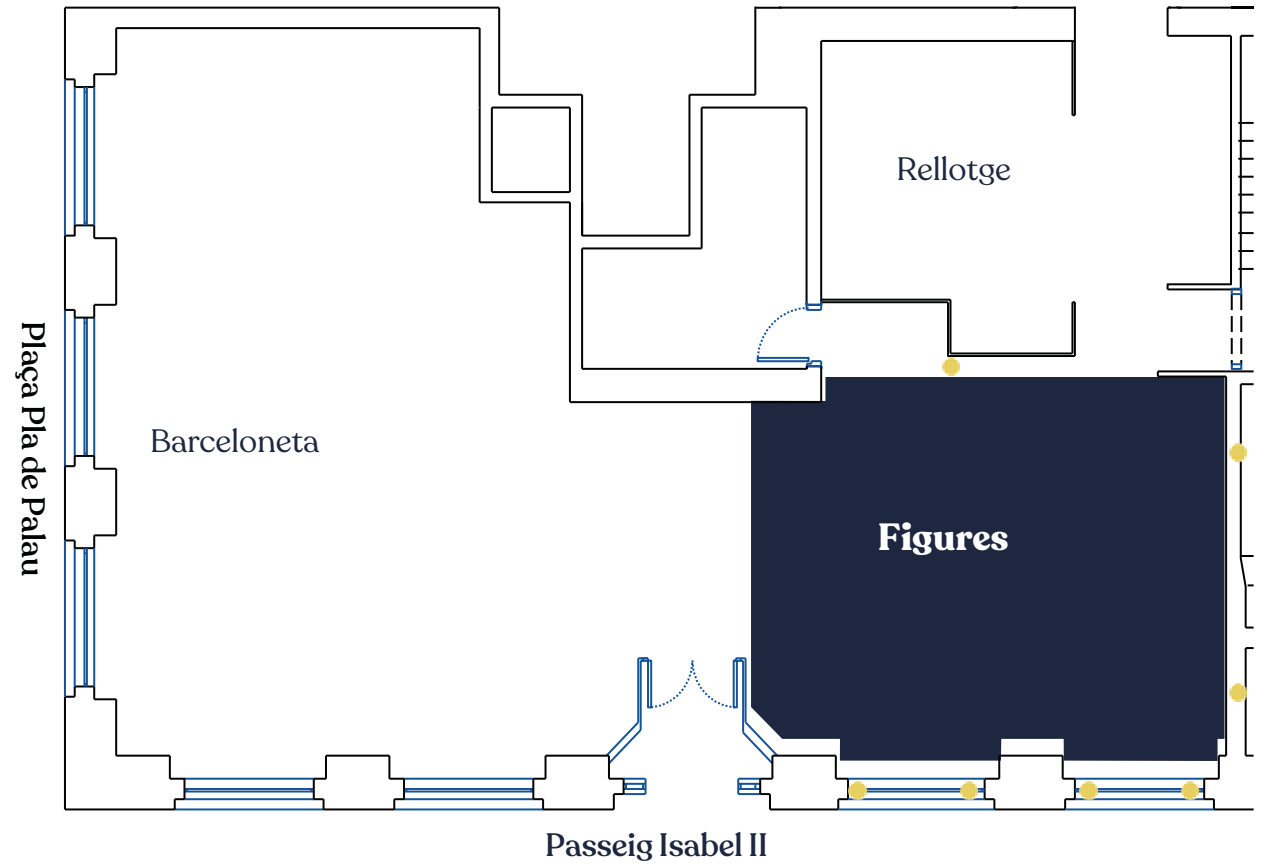 Rellotge
Plaça Pla de Palau
Barceloneta
Figures
Passeig Isabel II